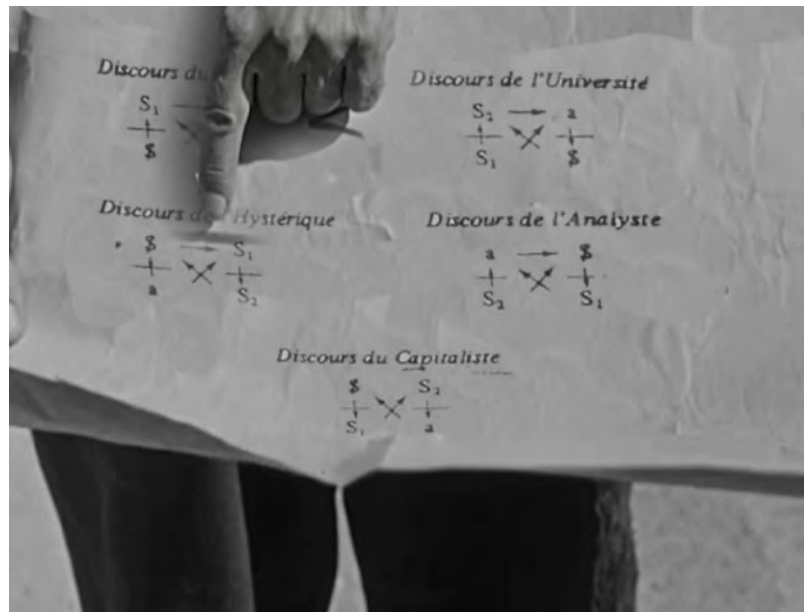 Discours du
S₁ →
$
Discours de l'Université
S₂ → a
S₁ $
Discours de Hystérique
$ → S₁
a S₂
Discours de l'Analyste
a → $
S₂ S₁
Discours du Capitaliste
$ S₂
S₁ a